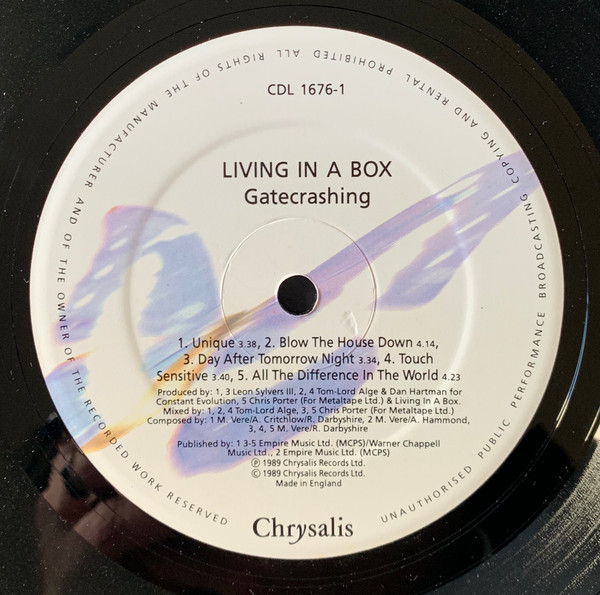 CDL 1676-1
LIVING IN A BOX
Gatecrashing
1. Unique 3.38, 2. Blow The House Down 4.14,
3. Day After Tomorrow Night 3.34, 4. Touch
Sensitive 3.40, 5. All The Difference In The World 4.23
Produced by: 1, 3 Leon Sylvers III, 2, 4 Tom-Lord Alge & Dan Hartman for
Constant Evolution, 5 Chris Porter (For Metaltape Ltd.) & Living In A Box.
Mixed by: 1, 2, 4 Tom-Lord Alge, 3, 5 Chris Porter (For Metaltape Ltd.)
Composed by: 1 M. Vere/A. Critchlow/R. Darbyshire, 2 M. Vere/A. Hammond,
3, 4, 5 M. Vere/R. Darbyshire
Published by: 1 3-5 Empire Music Ltd. (MCPS)/Warner Chappell
Music Ltd., 2 Empire Music Ltd. (MCPS)
℗ 1989 Chrysalis Records Ltd.
© 1989 Chrysalis Records Ltd.
Made in England
Chrysalis
ALL RIGHTS OF THE MANUFACTURER AND OF THE OWNER OF THE RECORDED WORK RESERVED UNAUTHORISED PUBLIC PERFORMANCE BROADCASTING COPYING AND RENTAL PROHIBITED